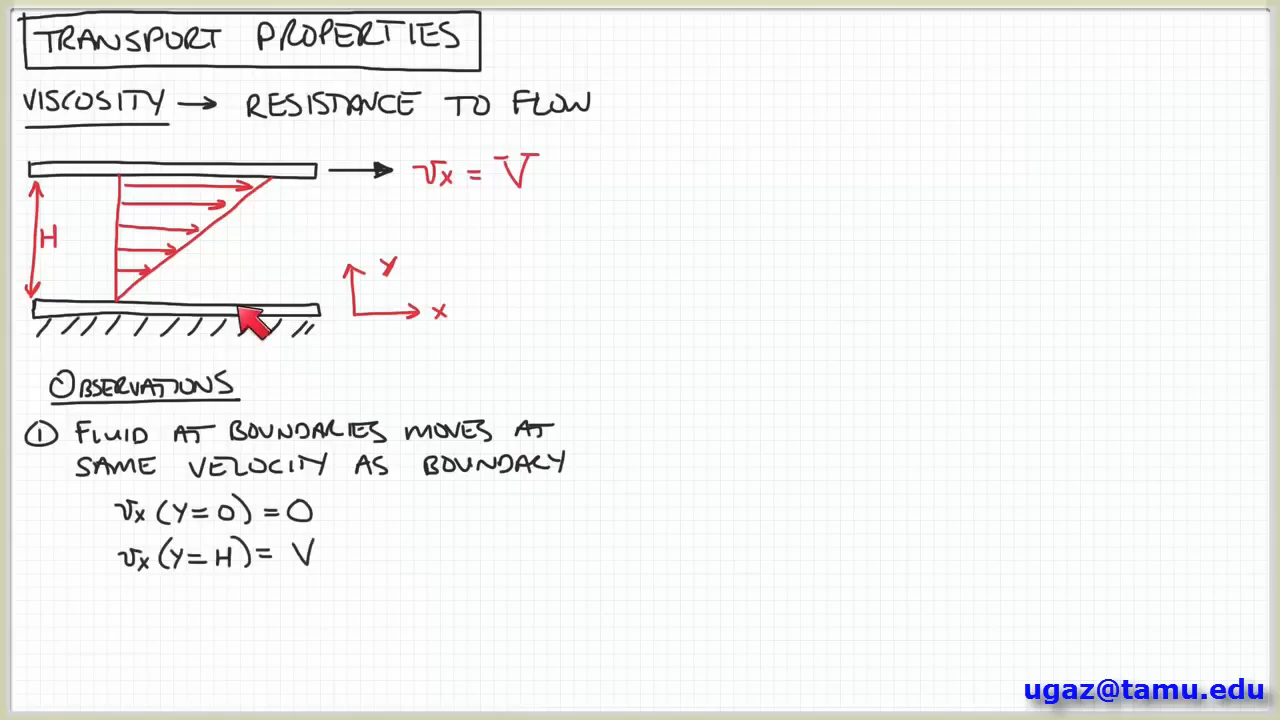 TRANSPORT PROPERTIES
VISCOSITY → RESISTANCE TO FLOW
vx = V
H
y
x
OBSERVATIONS
① FLUID AT BOUNDARIES MOVES AT
SAME VELOCITY AS BOUNDARY
vx (y = 0) = 0
vx (y = H) = V
ugaz@tamu.edu